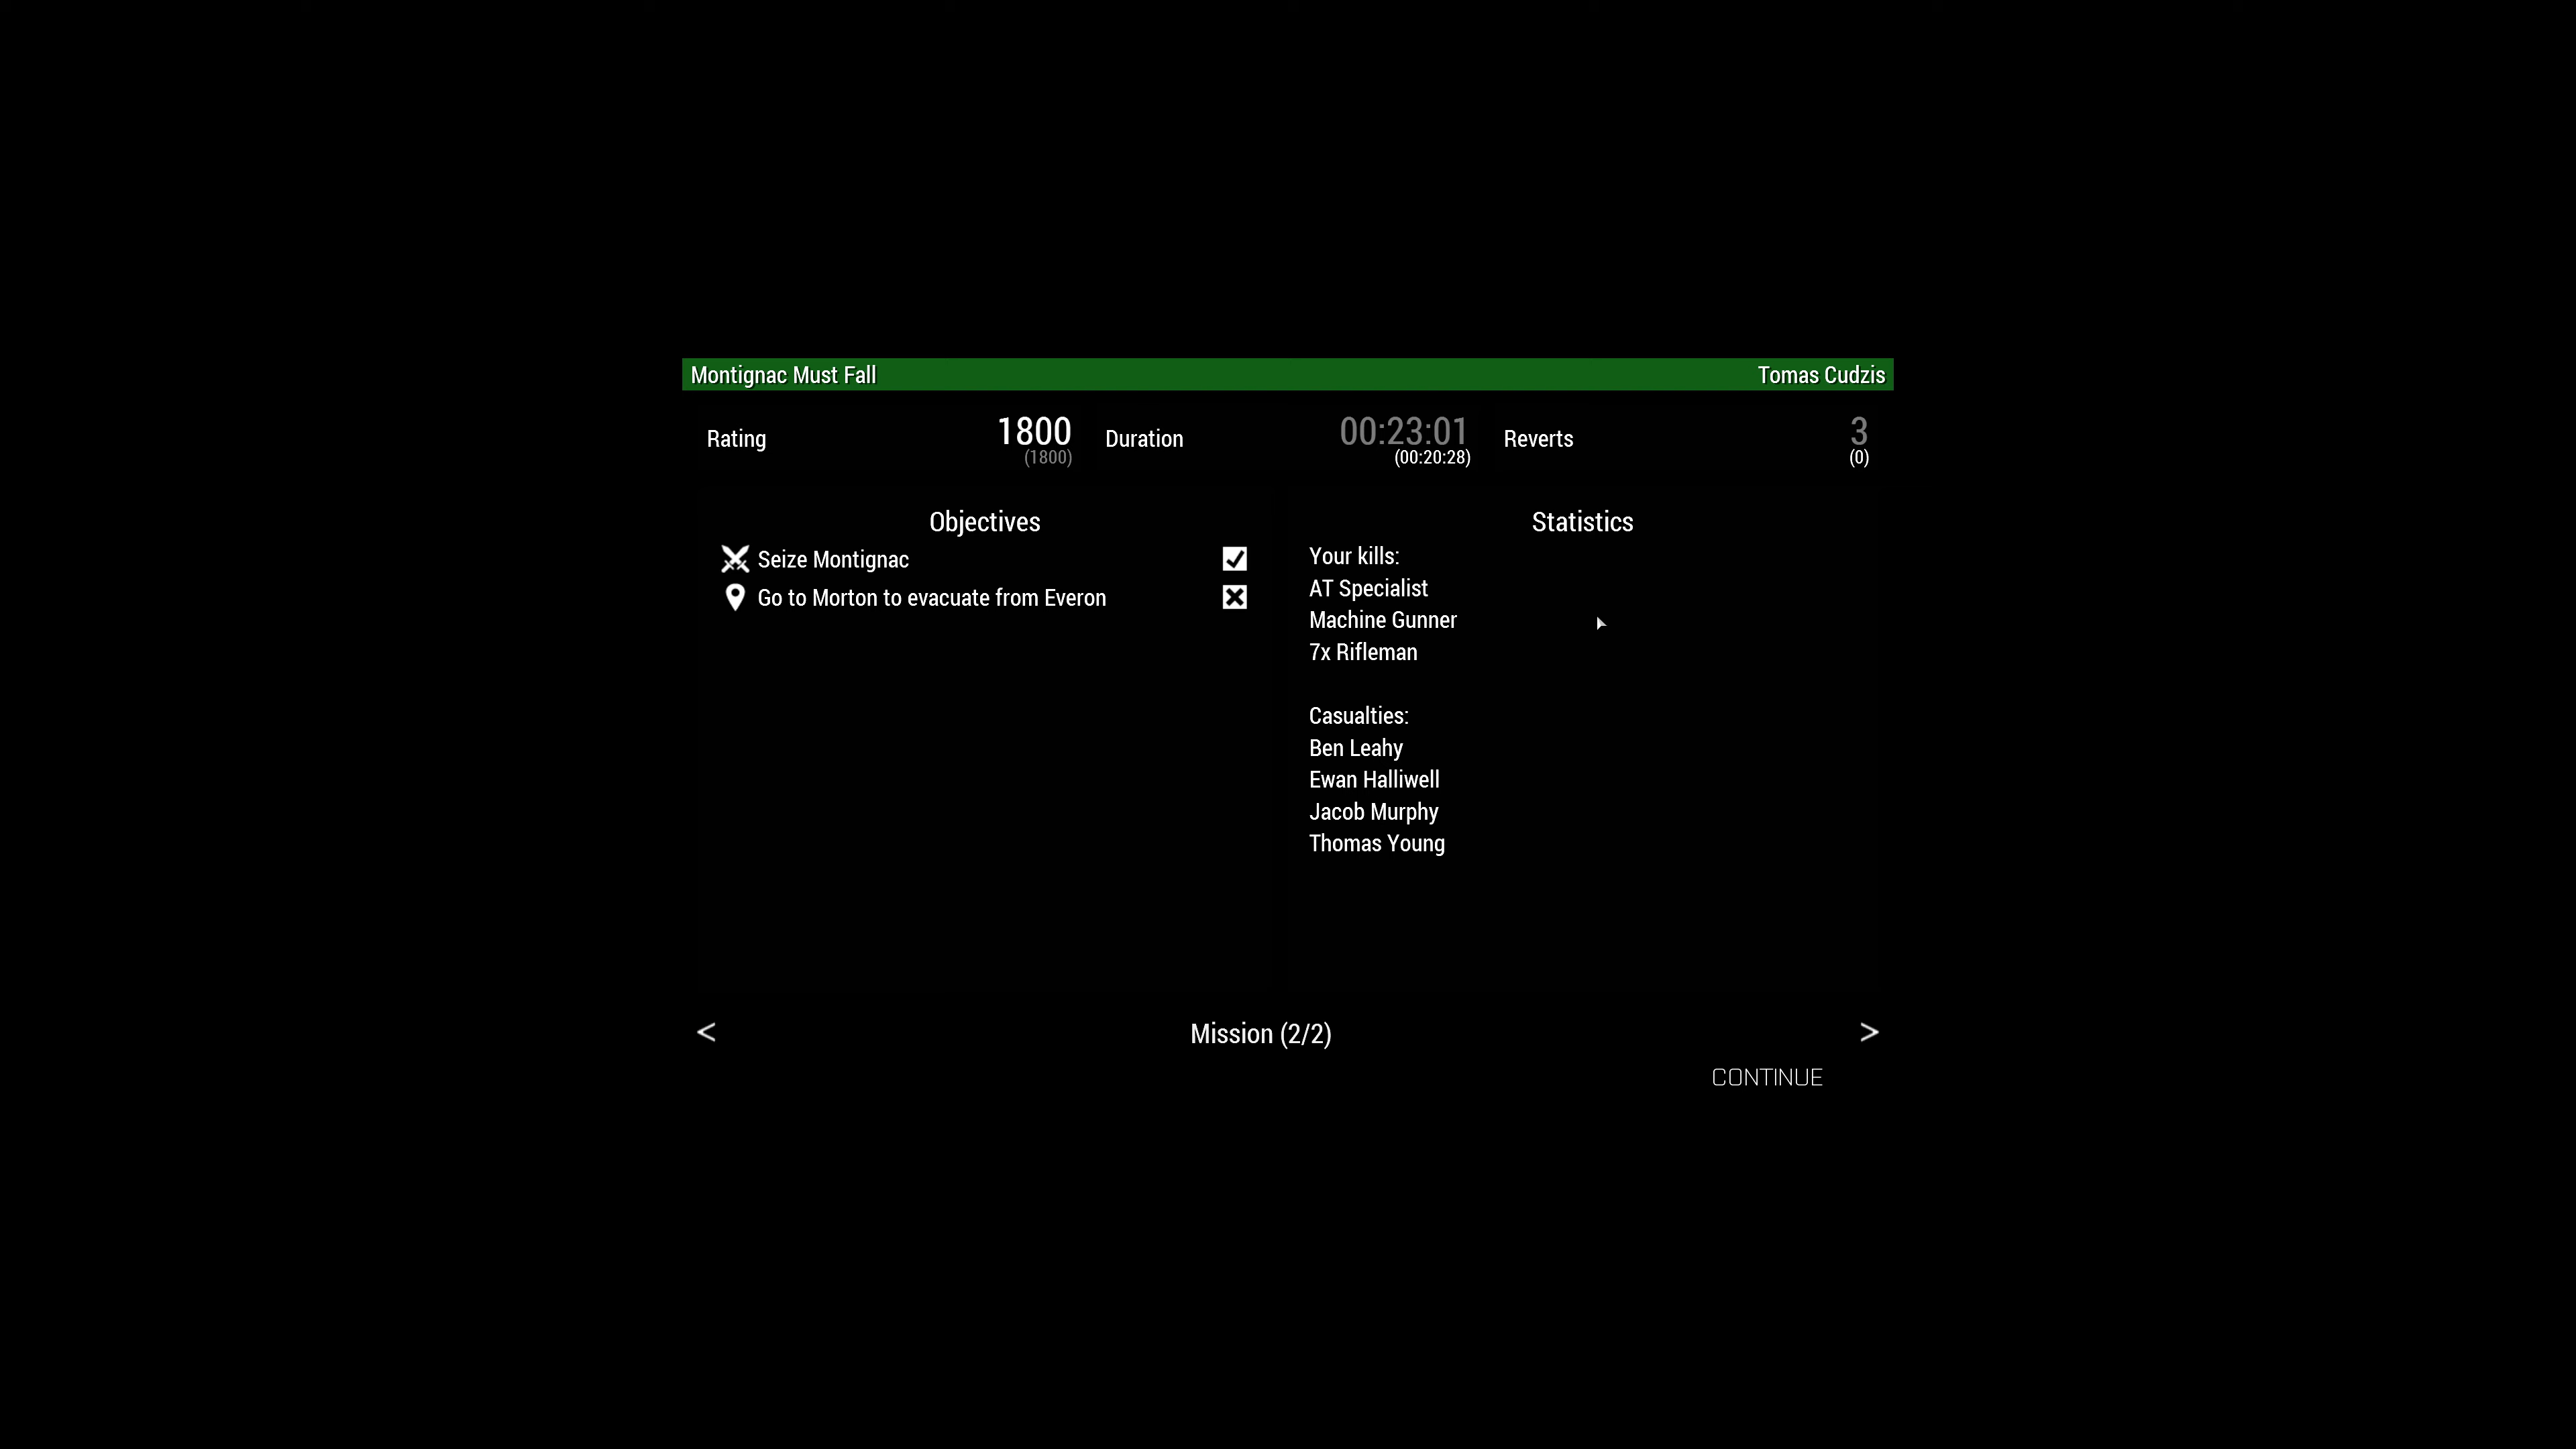 Montignac Must Fall
Tomas Cudzis
Rating
1800
(1800)
Duration
00:23:01
(00:20:28)
Reverts
3
(0)
Objectives
Seize Montignac
Go to Morton to evacuate from Everon
Statistics
Your kills:
AT Specialist
Machine Gunner
7x Rifleman
Casualties:
Ben Leahy
Ewan Halliwell
Jacob Murphy
Thomas Young
<
Mission (2/2)
>
CONTINUE